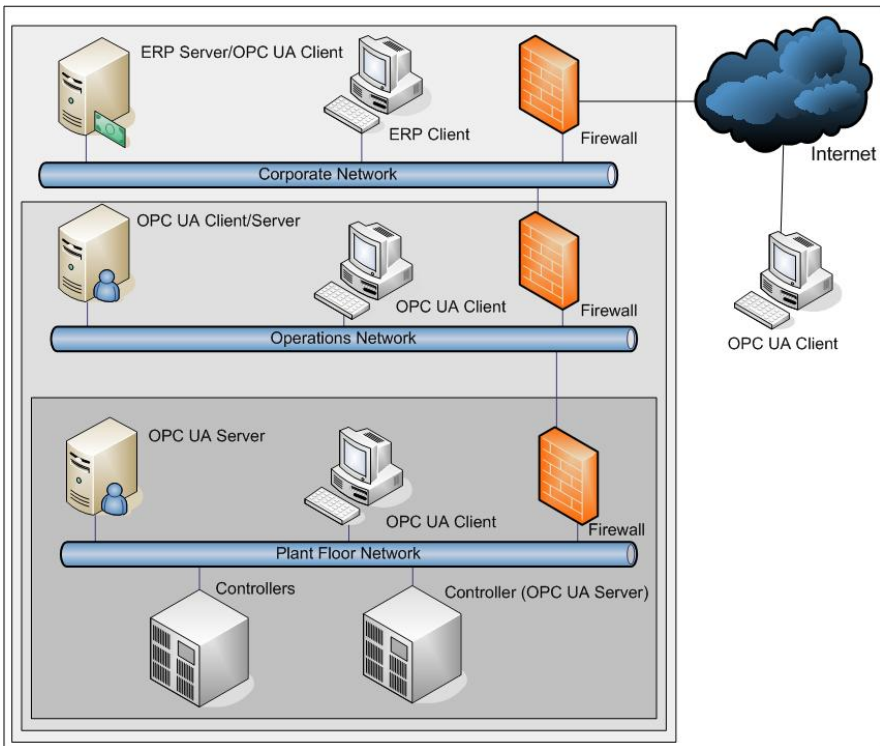 ERP Server/OPC UA Client
ERP Client
Firewall
Internet
Corporate Network
OPC UA Client/Server
OPC UA Client
Firewall
Operations Network
OPC UA Client
OPC UA Server
OPC UA Client
Firewall
Plant Floor Network
Controllers
Controller (OPC UA Server)